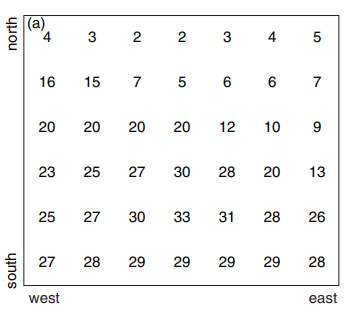 north
(a)
4 3 2 2 3 4 5
16 15 7 5 6 6 7
20 20 20 20 12 10 9
23 25 27 30 28 20 13
25 27 30 33 31 28 26
27 28 29 29 29 29 28
south
west east